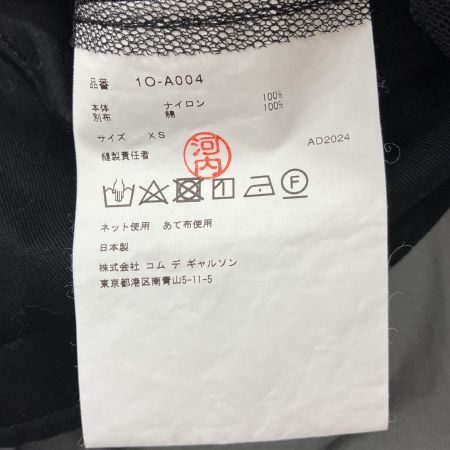 品番 1O-A004
本体 ナイロン 100%
別布 綿 100%
サイズ XS
縫製責任者 河内
AD2024
F
ネット使用 あて布使用
日本製
株式会社 コム デ ギャルソン
東京都港区南青山5-11-5